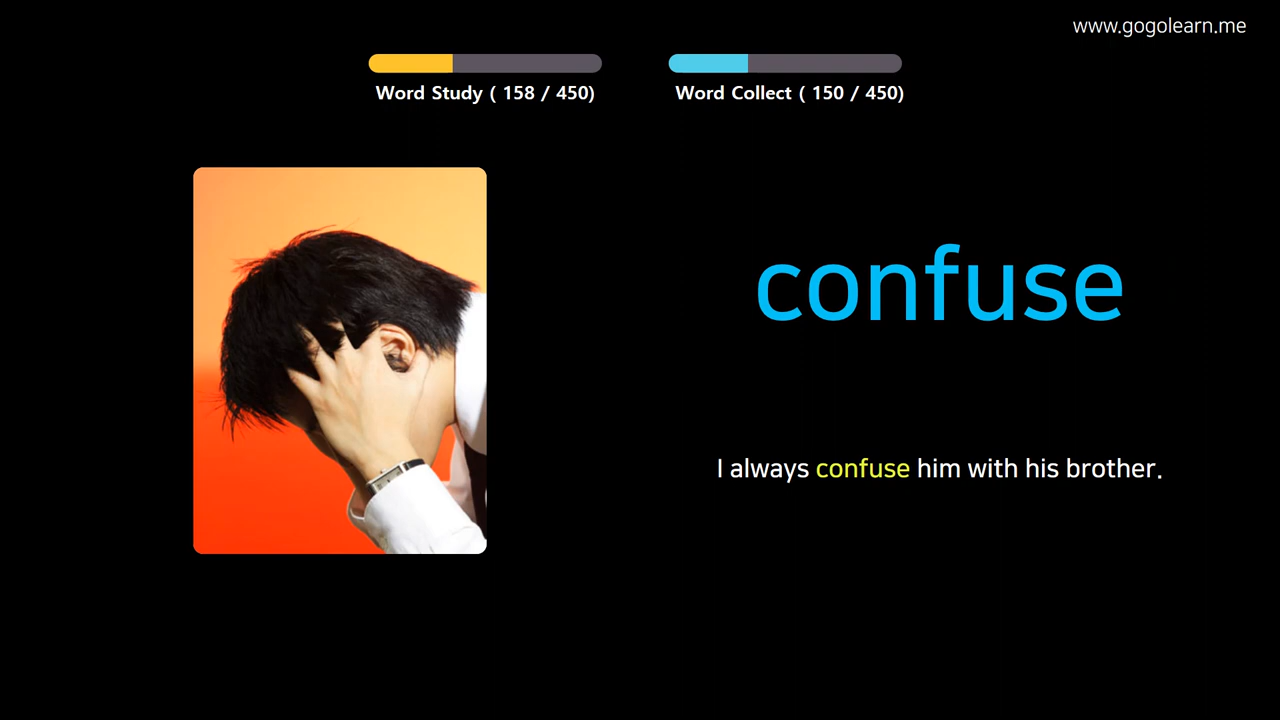 www.gogolearn.me
Word Study ( 158 / 450)
Word Collect ( 150 / 450)
confuse
I always confuse him with his brother.